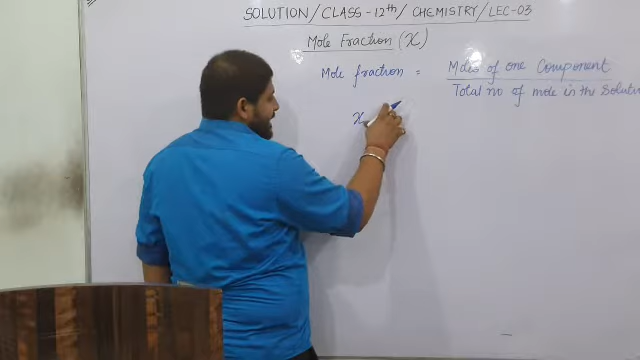 SOLUTION/CLASS-12th/CHEMISTRY/LEC-03
Mole Fraction (X)
Mole fraction = Moles of one Component
Total no of mole in the Solution
x